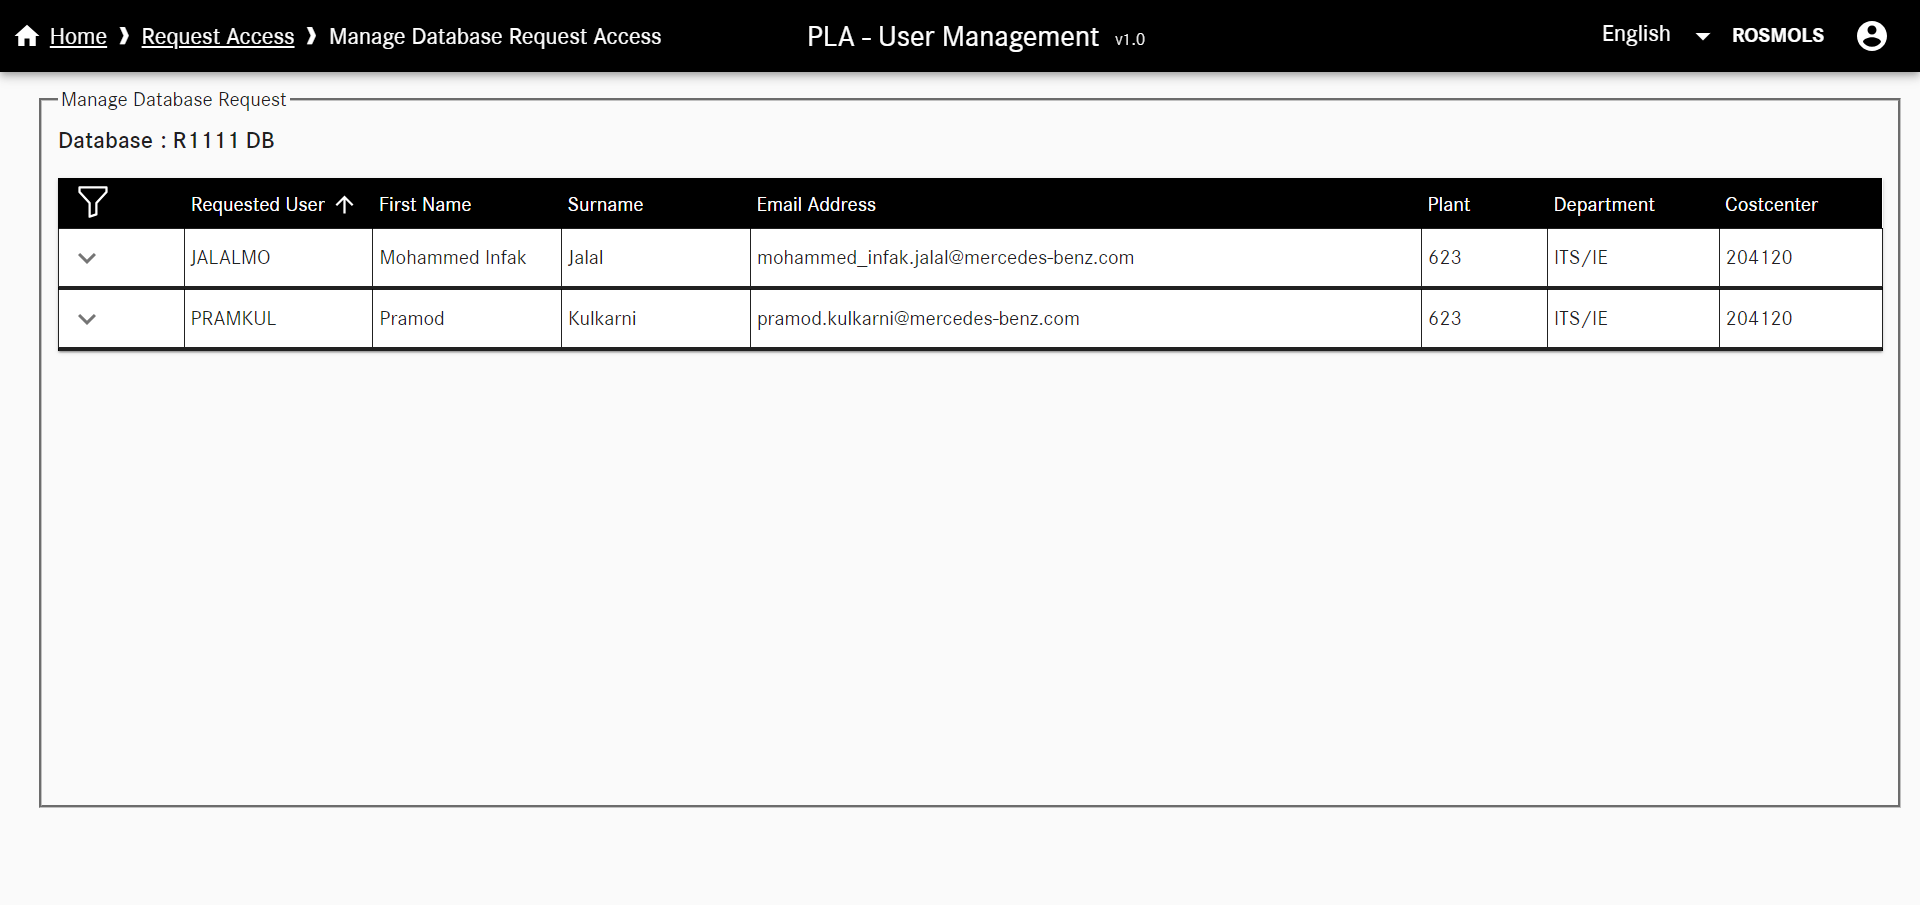 Home ❱ Request Access ❱ Manage Database Request Access PLA - User Management v1.0 English ROSMOLS
Manage Database Request
Database : R1111 DB
Requested User First Name Surname Email Address Plant Department Costcenter
JALALMO Mohammed Infak Jalal mohammed_infak.jalal@mercedes-benz.com 623 ITS/IE 204120
PRAMKUL Pramod Kulkarni pramod.kulkarni@mercedes-benz.com 623 ITS/IE 204120